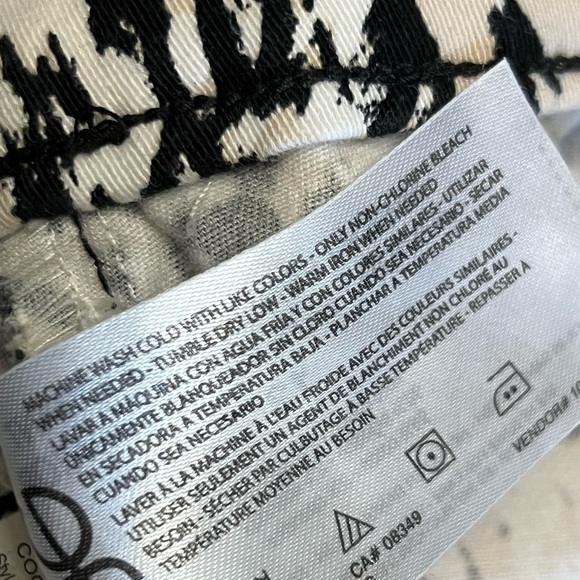 MACHINE WASH COLD WITH LIKE COLORS - ONLY NON-CHLORINE BLEACH
WHEN NEEDED - TUMBLE DRY LOW - WARM IRON WHEN NEEDED
LAVAR A MÁQUINA CON AGUA FRIA Y CON COLORES SIMILARES - UTILIZAR
ÚNICAMENTE BLANQUEADOR SIN CLORO CUANDO SEA NECESARIO - SECAR
EN SECADORA A TEMPERATURA BAJA - PLANCHAR A TEMPERATURA MEDIA
CUANDO SEA NECESARIO
LAVER À LA MACHINE À L'EAU FROIDE AVEC DES COULEURS SIMILAIRES -
UTILISER SEULEMENT UN AGENT DE BLANCHIMENT NON CHLORÉ AU
BESOIN - SÉCHER PAR CULBUTAGE À BASSE TEMPÉRATURE - REPASSER À
TEMPÉRATURE MOYENNE AU BESOIN
CA# 08349
VENDOR# 1